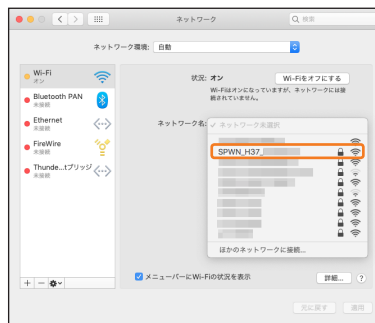 ネットワーク
検索
ネットワーク環境: 自動
Wi-Fi
オン
Bluetooth PAN
未接続
Ethernet
未接続
FireWire
未接続
Thunde...tブリッジ
未接続
状況: オン
Wi-Fiをオフにする
Wi-Fiはオンになっていますが、ネットワークには接
続されていません。
ネットワーク名: ✓ ネットワーク未選択
SPWN_H37_
ほかのネットワークに接続...
メニューバーにWi-Fiの状況を表示
詳細...
?
元に戻す
適用